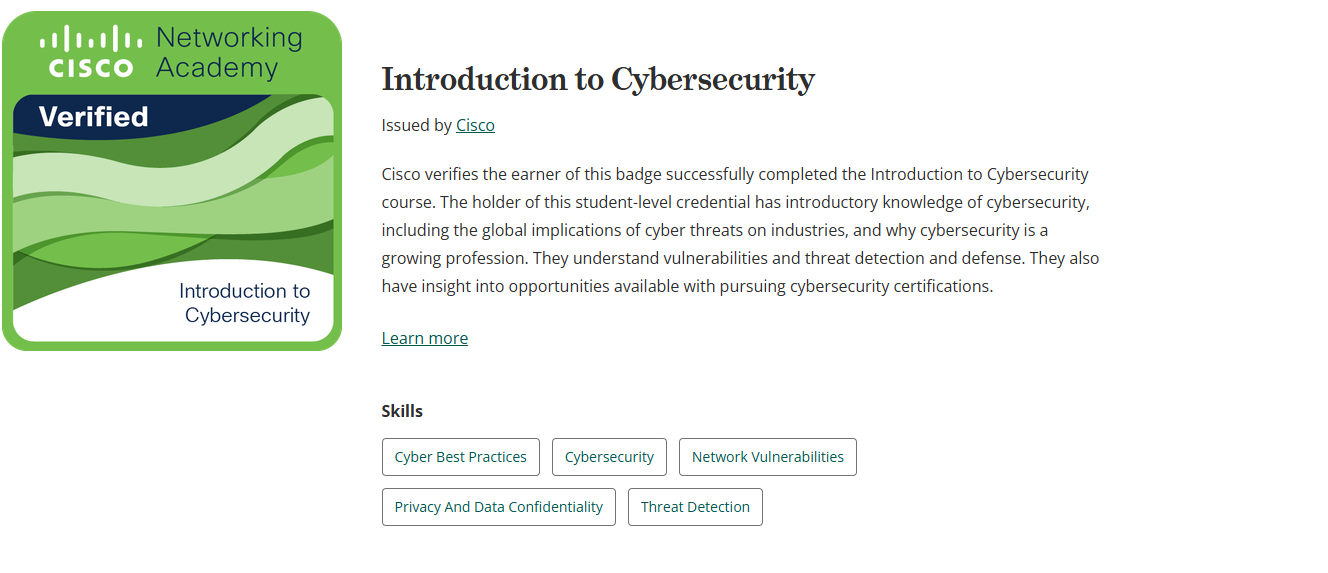 Networking
Academy
CISCO
Verified
Introduction to
Cybersecurity
Introduction to Cybersecurity
Issued by Cisco
Cisco verifies the earner of this badge successfully completed the Introduction to Cybersecurity
course. The holder of this student-level credential has introductory knowledge of cybersecurity,
including the global implications of cyber threats on industries, and why cybersecurity is a
growing profession. They understand vulnerabilities and threat detection and defense. They also
have insight into opportunities available with pursuing cybersecurity certifications.
Learn more
Skills
Cyber Best Practices
Cybersecurity
Network Vulnerabilities
Privacy And Data Confidentiality
Threat Detection